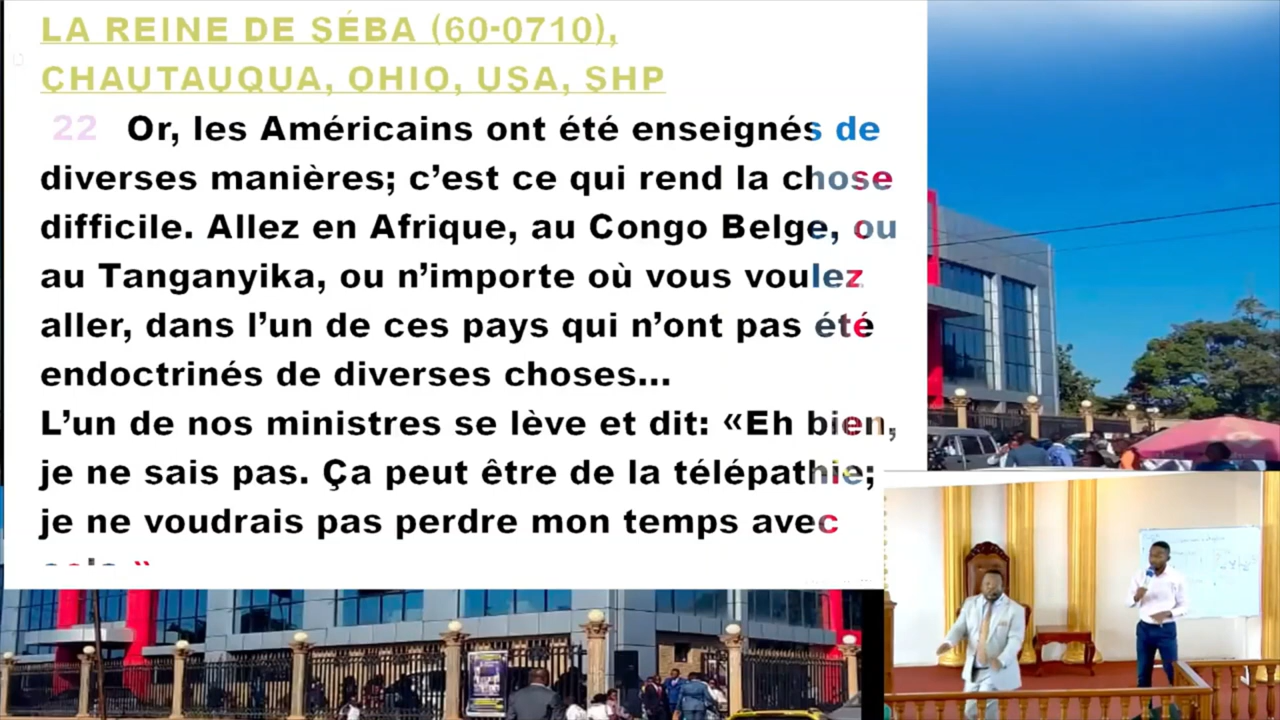 LA REINE DE SÉBA (60-0710),
CHAUTAUQUA, OHIO, USA, SHP
22 Or, les Américains ont été enseignés de
diverses manières; c’est ce qui rend la chose
difficile. Allez en Afrique, au Congo Belge, ou
au Tanganyika, ou n’importe où vous voulez
aller, dans l’un de ces pays qui n’ont pas été
endoctrinés de diverses choses...
L’un de nos ministres se lève et dit: «Eh bien,
je ne sais pas. Ça peut être de la télépathie;
je ne voudrais pas perdre mon temps avec